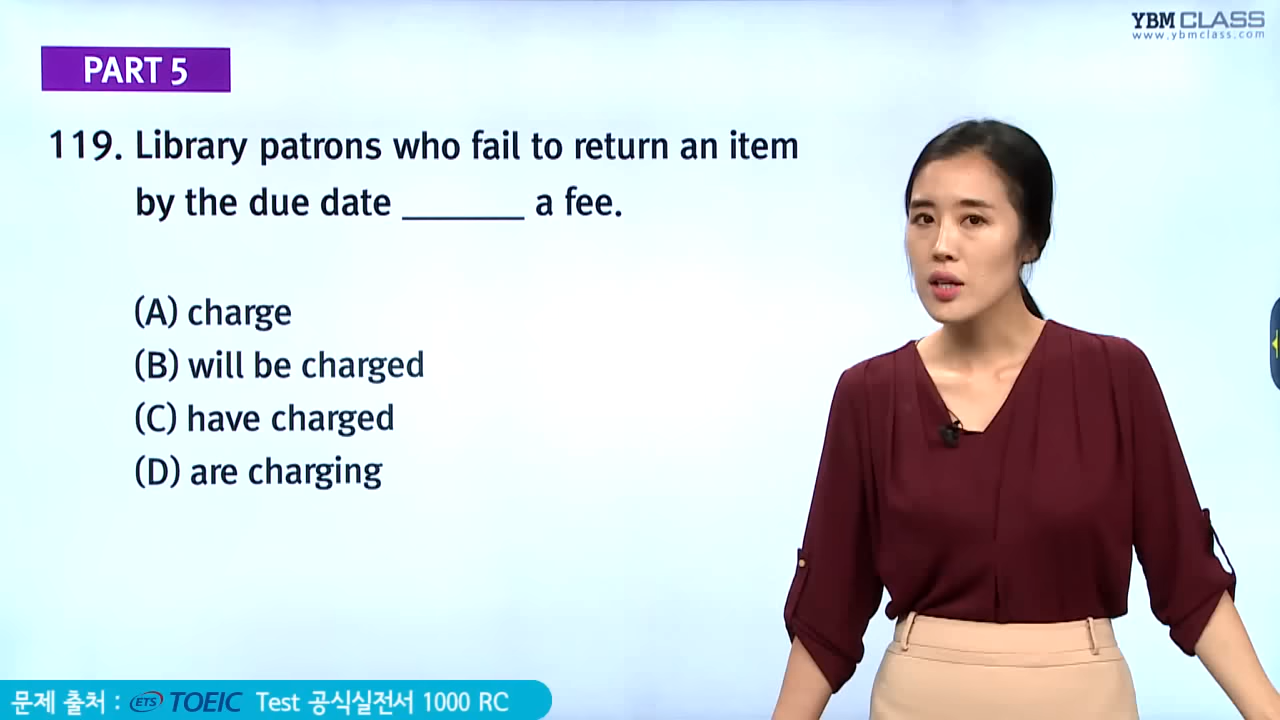 YBM CLASS
www.ybmclass.com
PART 5
119. Library patrons who fail to return an item
by the due date ______ a fee.
(A) charge
(B) will be charged
(C) have charged
(D) are charging
문제 출처 : ETS TOEIC Test 공식실전서 1000 RC